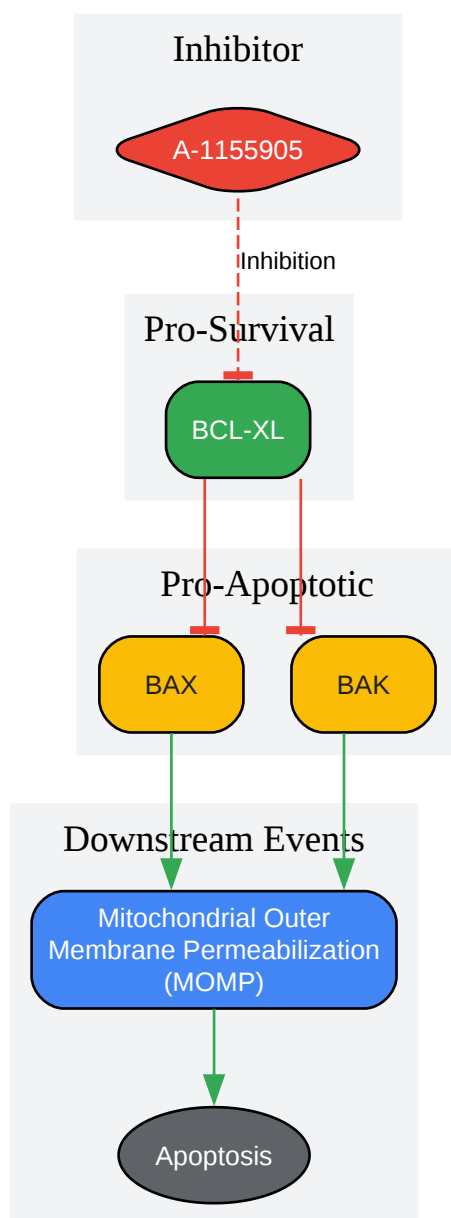 Inhibitor
A-1155905
Inhibition
Pro-Survival
BCL-XL
Pro-Apoptotic
BAX
BAK
Downstream Events
Mitochondrial Outer
Membrane Permeabilization
(MOMP)
Apoptosis